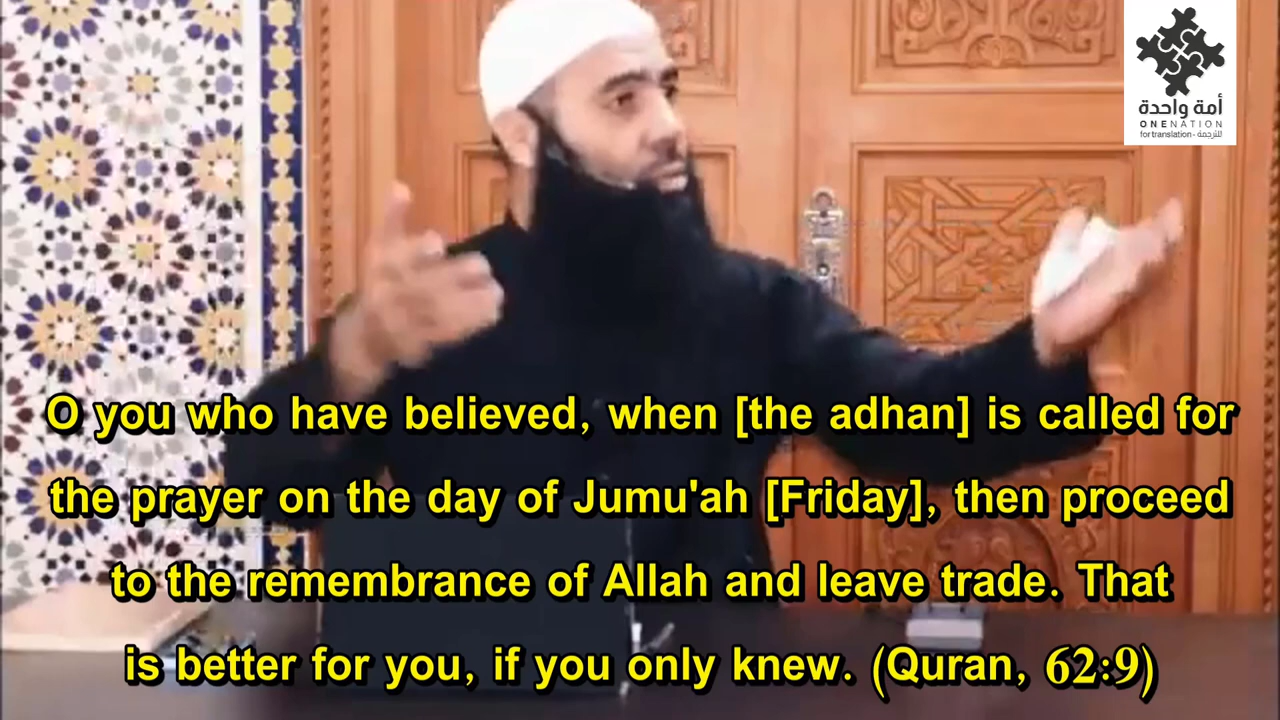 أمة واحدة
ONENATION
for translation - للترجمة
O you who have believed, when [the adhan] is called for
the prayer on the day of Jumu'ah [Friday], then proceed
to the remembrance of Allah and leave trade. That
is better for you, if you only knew. (Quran, 62:9)